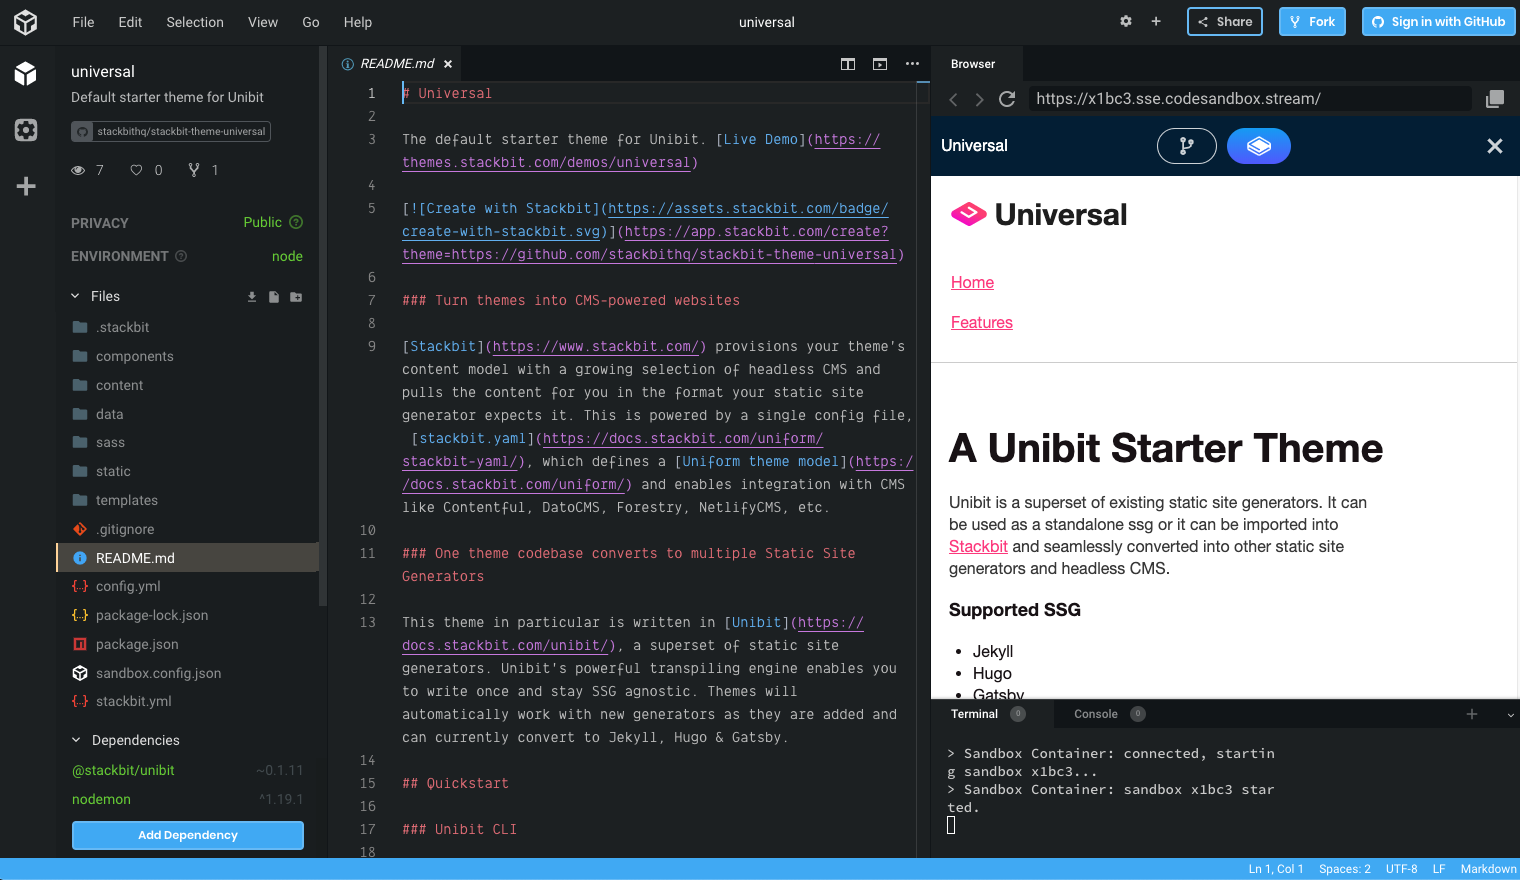 File Edit Selection View Go Help
universal
+ Share Fork Sign in with GitHub
universal
Default starter theme for Unibit
stackbithq/stackbit-theme-universal
7 0 1
PRIVACY Public ?
ENVIRONMENT ? node
Files
.stackbit
components
content
data
sass
static
templates
.gitignore
README.md
config.yml
package-lock.json
package.json
sandbox.config.json
stackbit.yml
Dependencies
@stackbit/unibit ~0.1.11
nodemon ^1.19.1
Add Dependency
README.md ×
1 # Universal
2
3 The default starter theme for Unibit. [Live Demo](https://
themes.stackbit.com/demos/universal)
4
5 [![Create with Stackbit](https://assets.stackbit.com/badge/
create-with-stackbit.svg)](https://app.stackbit.com/create?
theme=https://github.com/stackbithq/stackbit-theme-universal)
6
7 ### Turn themes into CMS-powered websites
8
9 [Stackbit](https://www.stackbit.com/) provisions your theme's
content model with a growing selection of headless CMS and
pulls the content for you in the format your static site
generator expects it. This is powered by a single config file,
[stackbit.yaml](https://docs.stackbit.com/uniform/
stackbit-yaml/), which defines a [Uniform theme model](https:/
/docs.stackbit.com/uniform/) and enables integration with CMS
like Contentful, DatoCMS, Forestry, NetlifyCMS, etc.
10
11 ### One theme codebase converts to multiple Static Site
Generators
12
13 This theme in particular is written in [Unibit](https://
docs.stackbit.com/unibit/), a superset of static site
generators. Unibit's powerful transpiling engine enables you
to write once and stay SSG agnostic. Themes will
automatically work with new generators as they are added and
can currently convert to Jekyll, Hugo & Gatsby.
14
15 ## Quickstart
16
17 ### Unibit CLI
18
Browser
https://x1bc3.sse.codesandbox.stream/
Universal
Universal
Home
Features
A Unibit Starter Theme
Unibit is a superset of existing static site generators. It can
be used as a standalone ssg or it can be imported into
Stackbit and seamlessly converted into other static site
generators and headless CMS.
Supported SSG
• Jekyll
• Hugo
• Gatsby
Terminal 0 Console 0 +
> Sandbox Container: connected, startin
g sandbox x1bc3...
> Sandbox Container: sandbox x1bc3 star
ted.
Ln 1, Col 1 Spaces: 2 UTF-8 LF Markdown